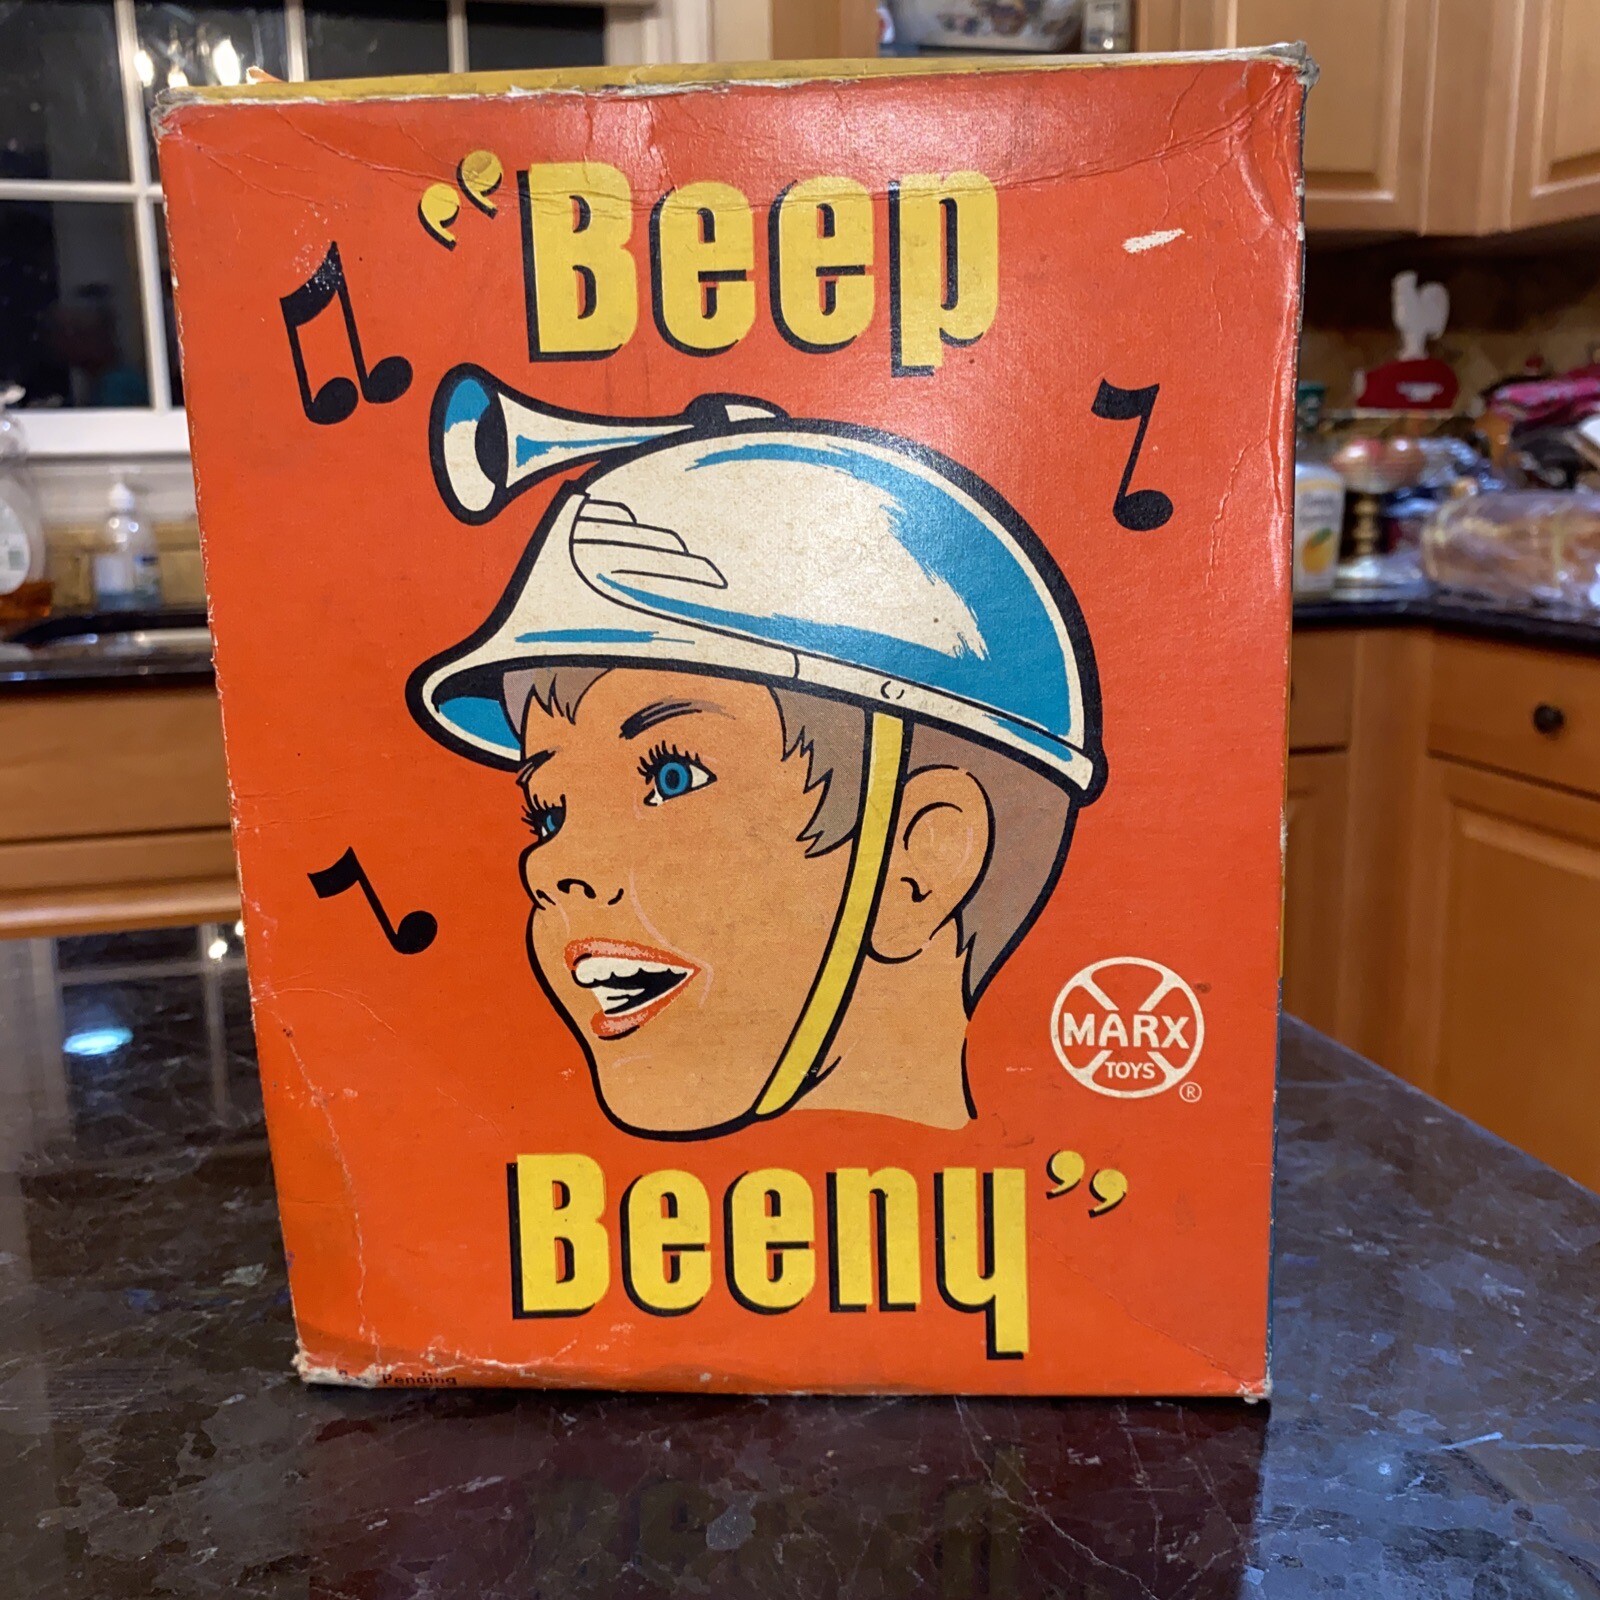 “Beep
MARX
TOYS
®
Beeny”
Pending